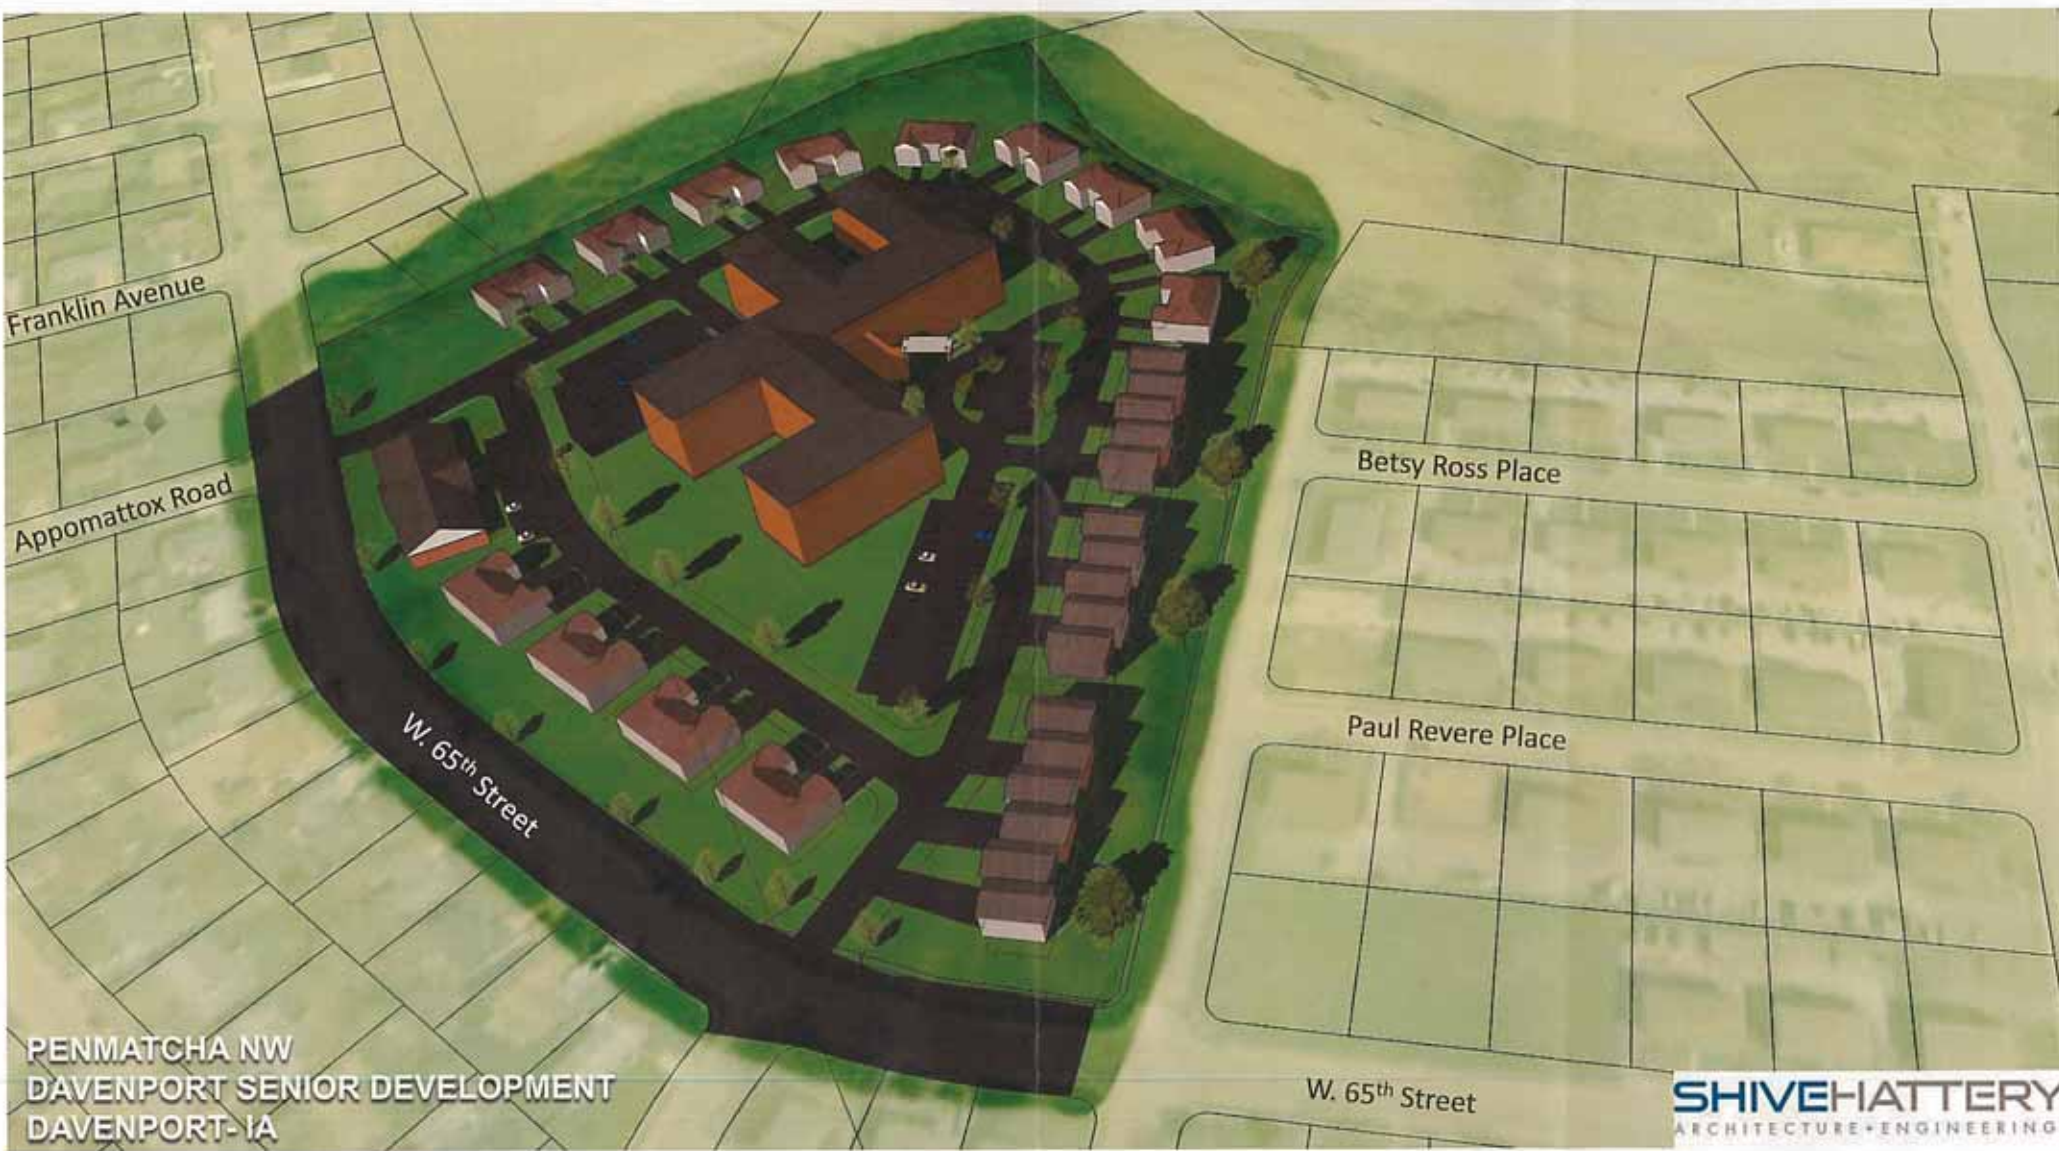 Franklin Avenue
Appomattox Road
Betsy Ross Place
Paul Revere Place
W. 65th Street
W. 65th Street
PENMATCHA NW
DAVENPORT SENIOR DEVELOPMENT
DAVENPORT- IA
SHIVEHATTERY
ARCHITECTURE+ENGINEERING